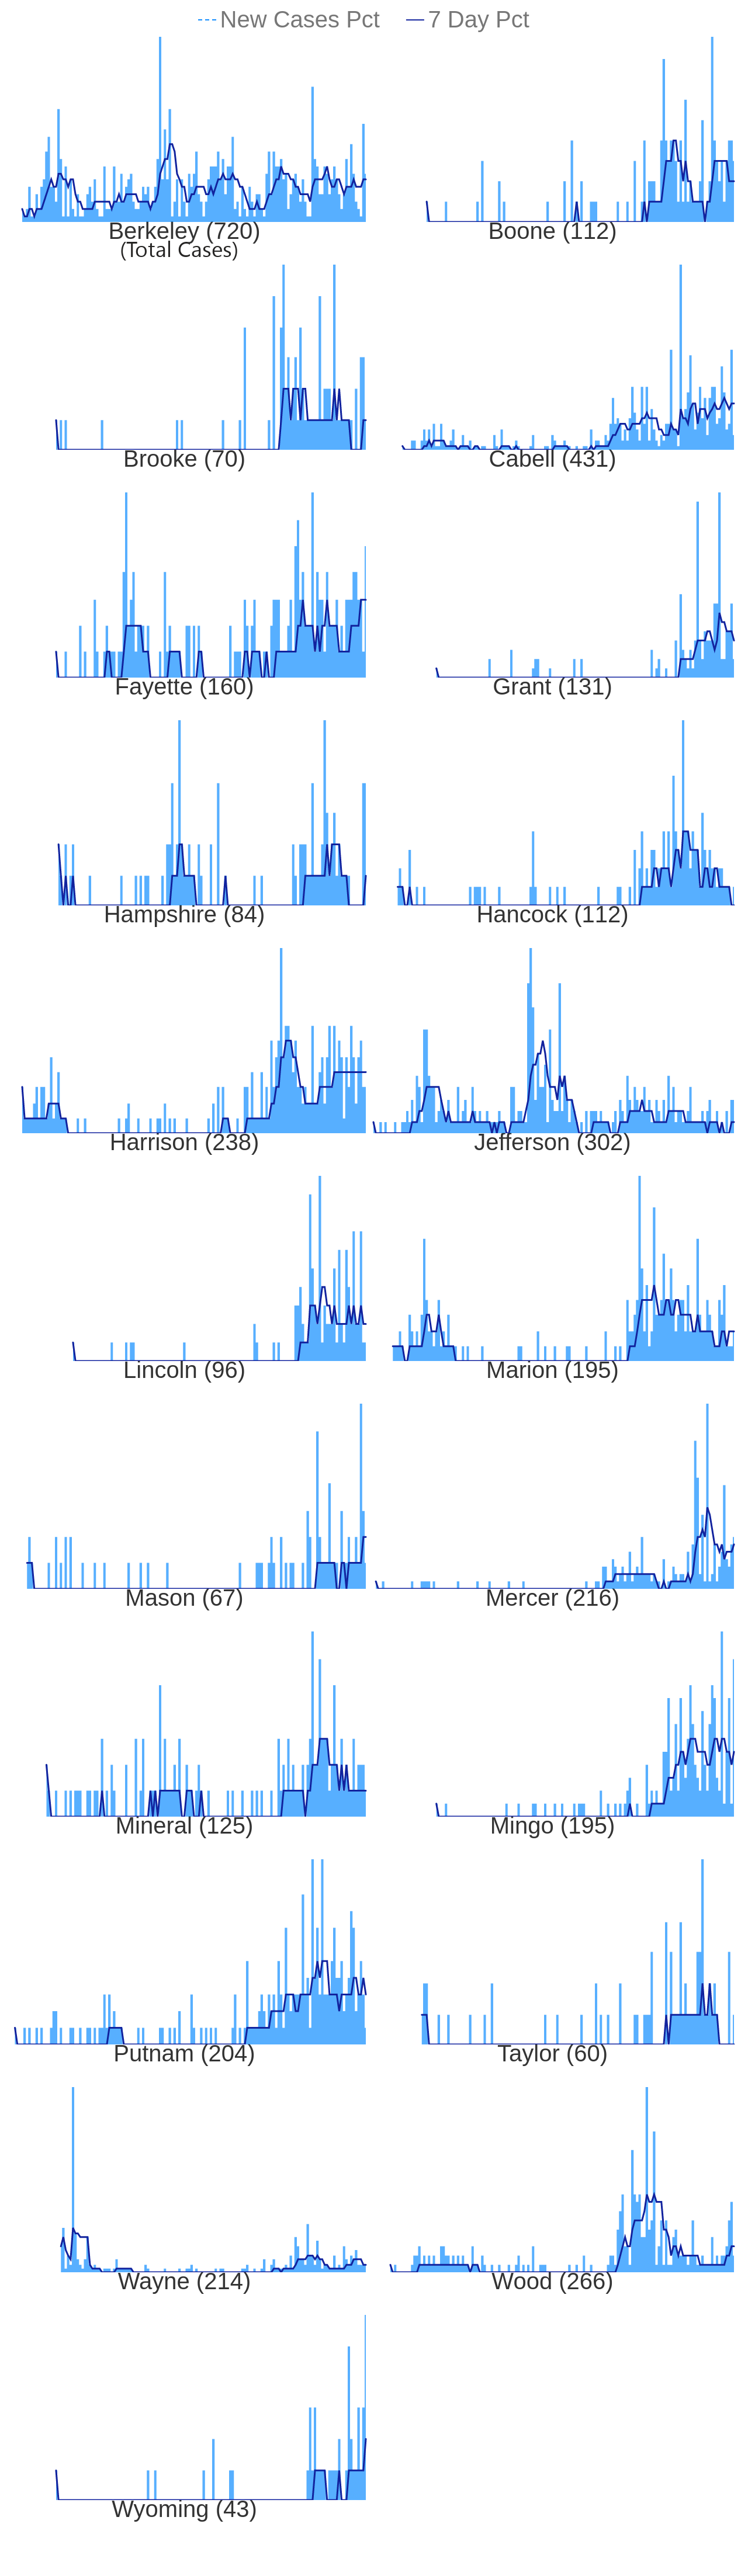 New Cases Pct 7 Day Pct
Berkeley (720) Boone (112)
(Total Cases)
Brooke (70) Cabell (431)
Fayette (160) Grant (131)
Hampshire (84) Hancock (112)
Harrison (238) Jefferson (302)
Lincoln (96) Marion (195)
Mason (67) Mercer (216)
Mineral (125) Mingo (195)
Putnam (204) Taylor (60)
Wayne (214) Wood (266)
Wyoming (43)